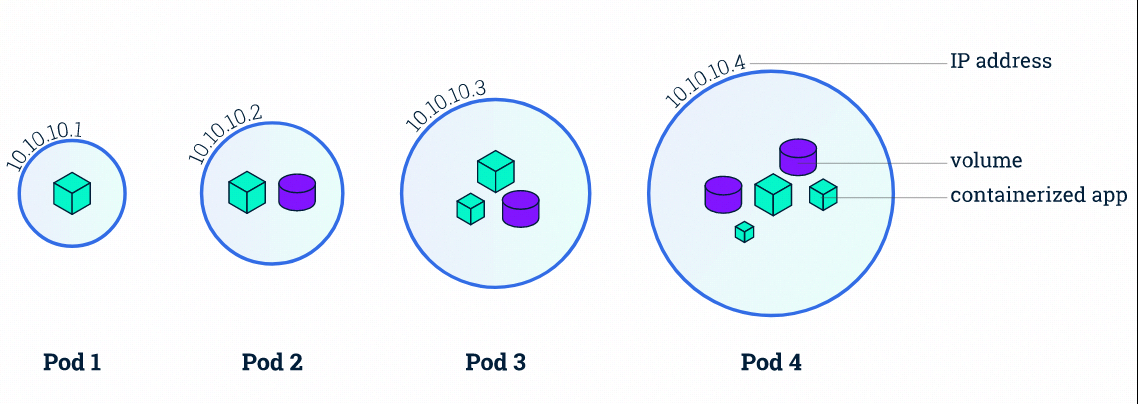 10.10.10.1
10.10.10.2
10.10.10.3
10.10.10.4
IP address
volume
containerized app
Pod 1
Pod 2
Pod 3
Pod 4